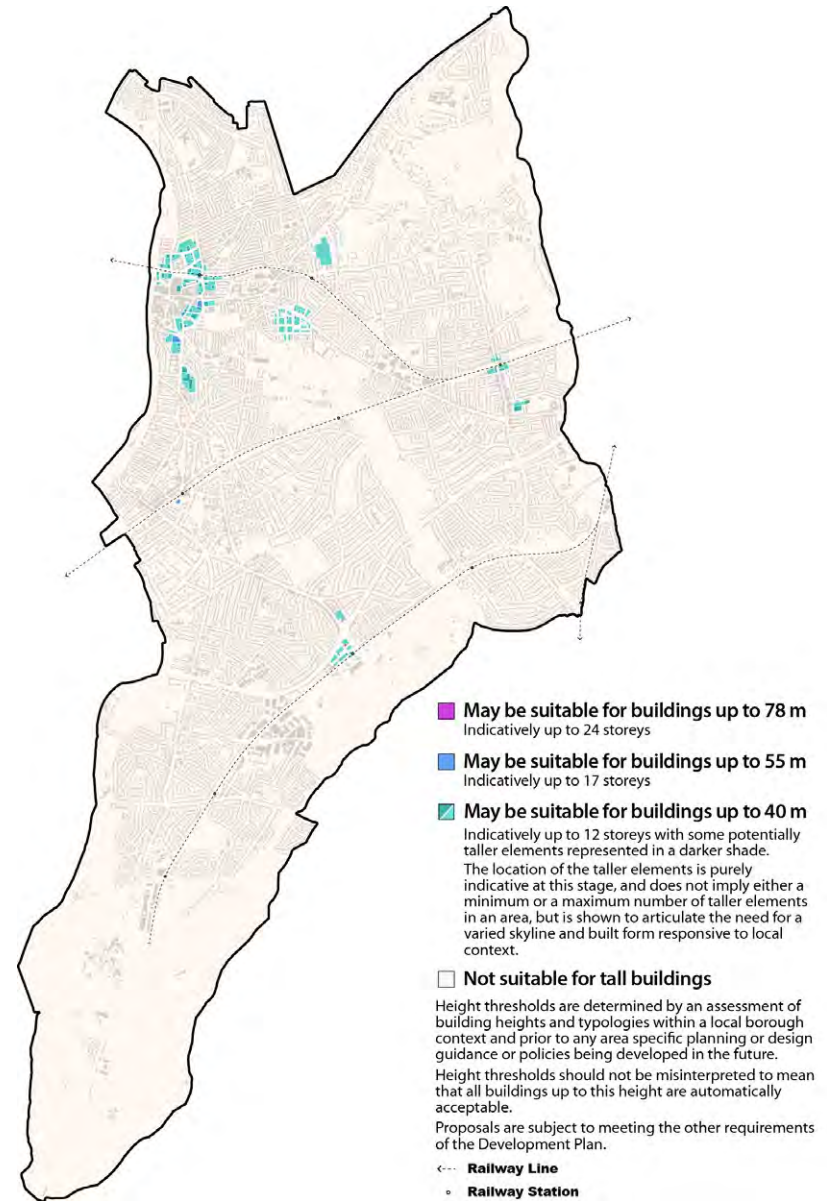 May be suitable for buildings up to 78 m
Indicatively up to 24 storeys
May be suitable for buildings up to 55 m
Indicatively up to 17 storeys
May be suitable for buildings up to 40 m
Indicatively up to 12 storeys with some potentially
taller elements represented in a darker shade.
The location of the taller elements is purely
indicative at this stage, and does not imply either a
minimum or a maximum number of taller elements
in an area, but is shown to articulate the need for a
varied skyline and built form responsive to local
context.
Not suitable for tall buildings
Height thresholds are determined by an assessment of
building heights and typologies within a local borough
context and prior to any area specific planning or design
guidance or policies being developed in the future.
Height thresholds should not be misinterpreted to mean
that all buildings up to this height are automatically
acceptable.
Proposals are subject to meeting the other requirements
of the Development Plan.
Railway Line
Railway Station